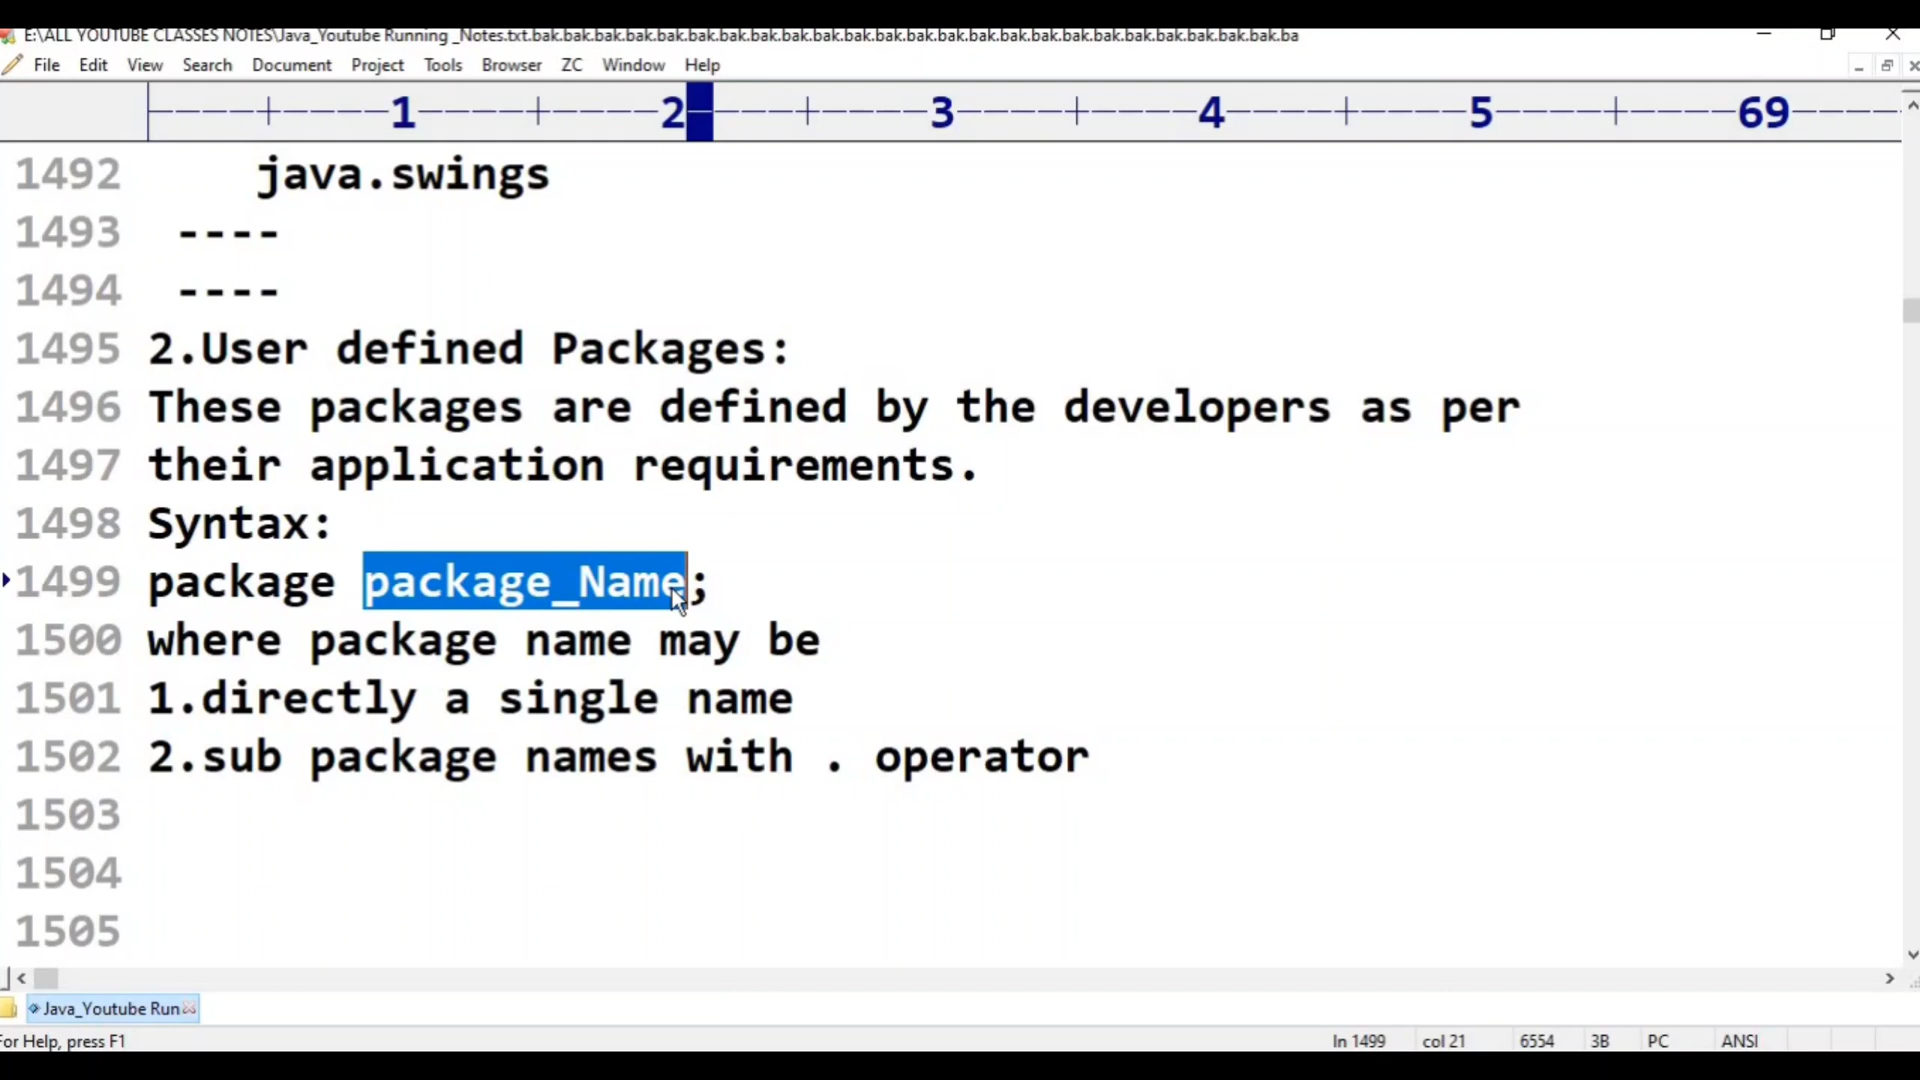 E:\ALL YOUTUBE CLASSES NOTES\Java_Youtube Running _Notes.txt.bak.bak.bak.bak.bak.bak.bak.bak.bak.bak.bak.bak.bak.bak.bak.bak.bak.bak.bak.bak.bak.bak.bak.bak.ba
File Edit View Search Document Project Tools Browser ZC Window Help
1 2 3 4 5 69
1492 java.swings
1493 ----
1494 ----
1495 2.User defined Packages:
1496 These packages are defined by the developers as per
1497 their application requirements.
1498 Syntax:
1499 package package_Name;
1500 where package name may be
1501 1.directly a single name
1502 2.sub package names with . operator
1503
1504
1505
Java_Youtube Run
For Help, press F1 ln 1499 col 21 6554 3B PC ANSI